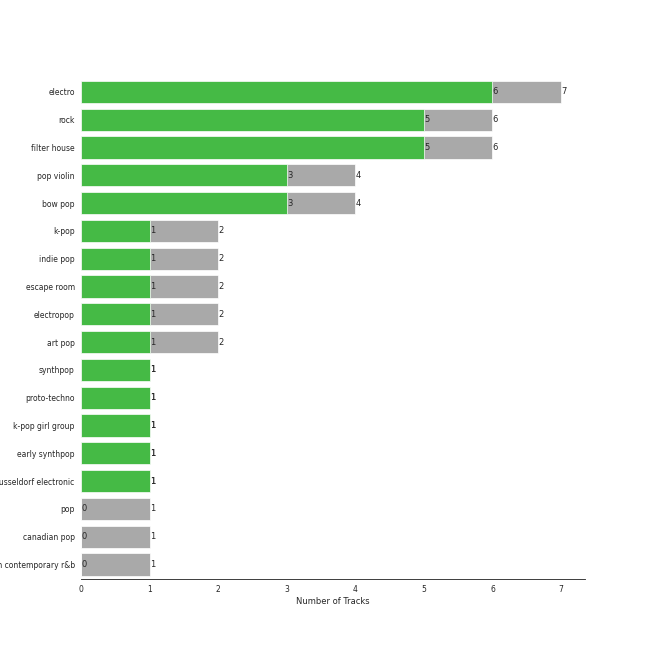 electro 6 7
rock 5 6
filter house 5 6
pop violin 3 4
bow pop 3 4
k-pop 1 2
indie pop 1 2
escape room 1 2
electropop 1 2
art pop 1 2
synthpop 1
proto-techno 1
k-pop girl group 1
early synthpop 1
usseldorf electronic 1
pop 0 1
canadian pop 0 1
n contemporary r&b 0 1
0 1 2 3 4 5 6 7
Number of Tracks